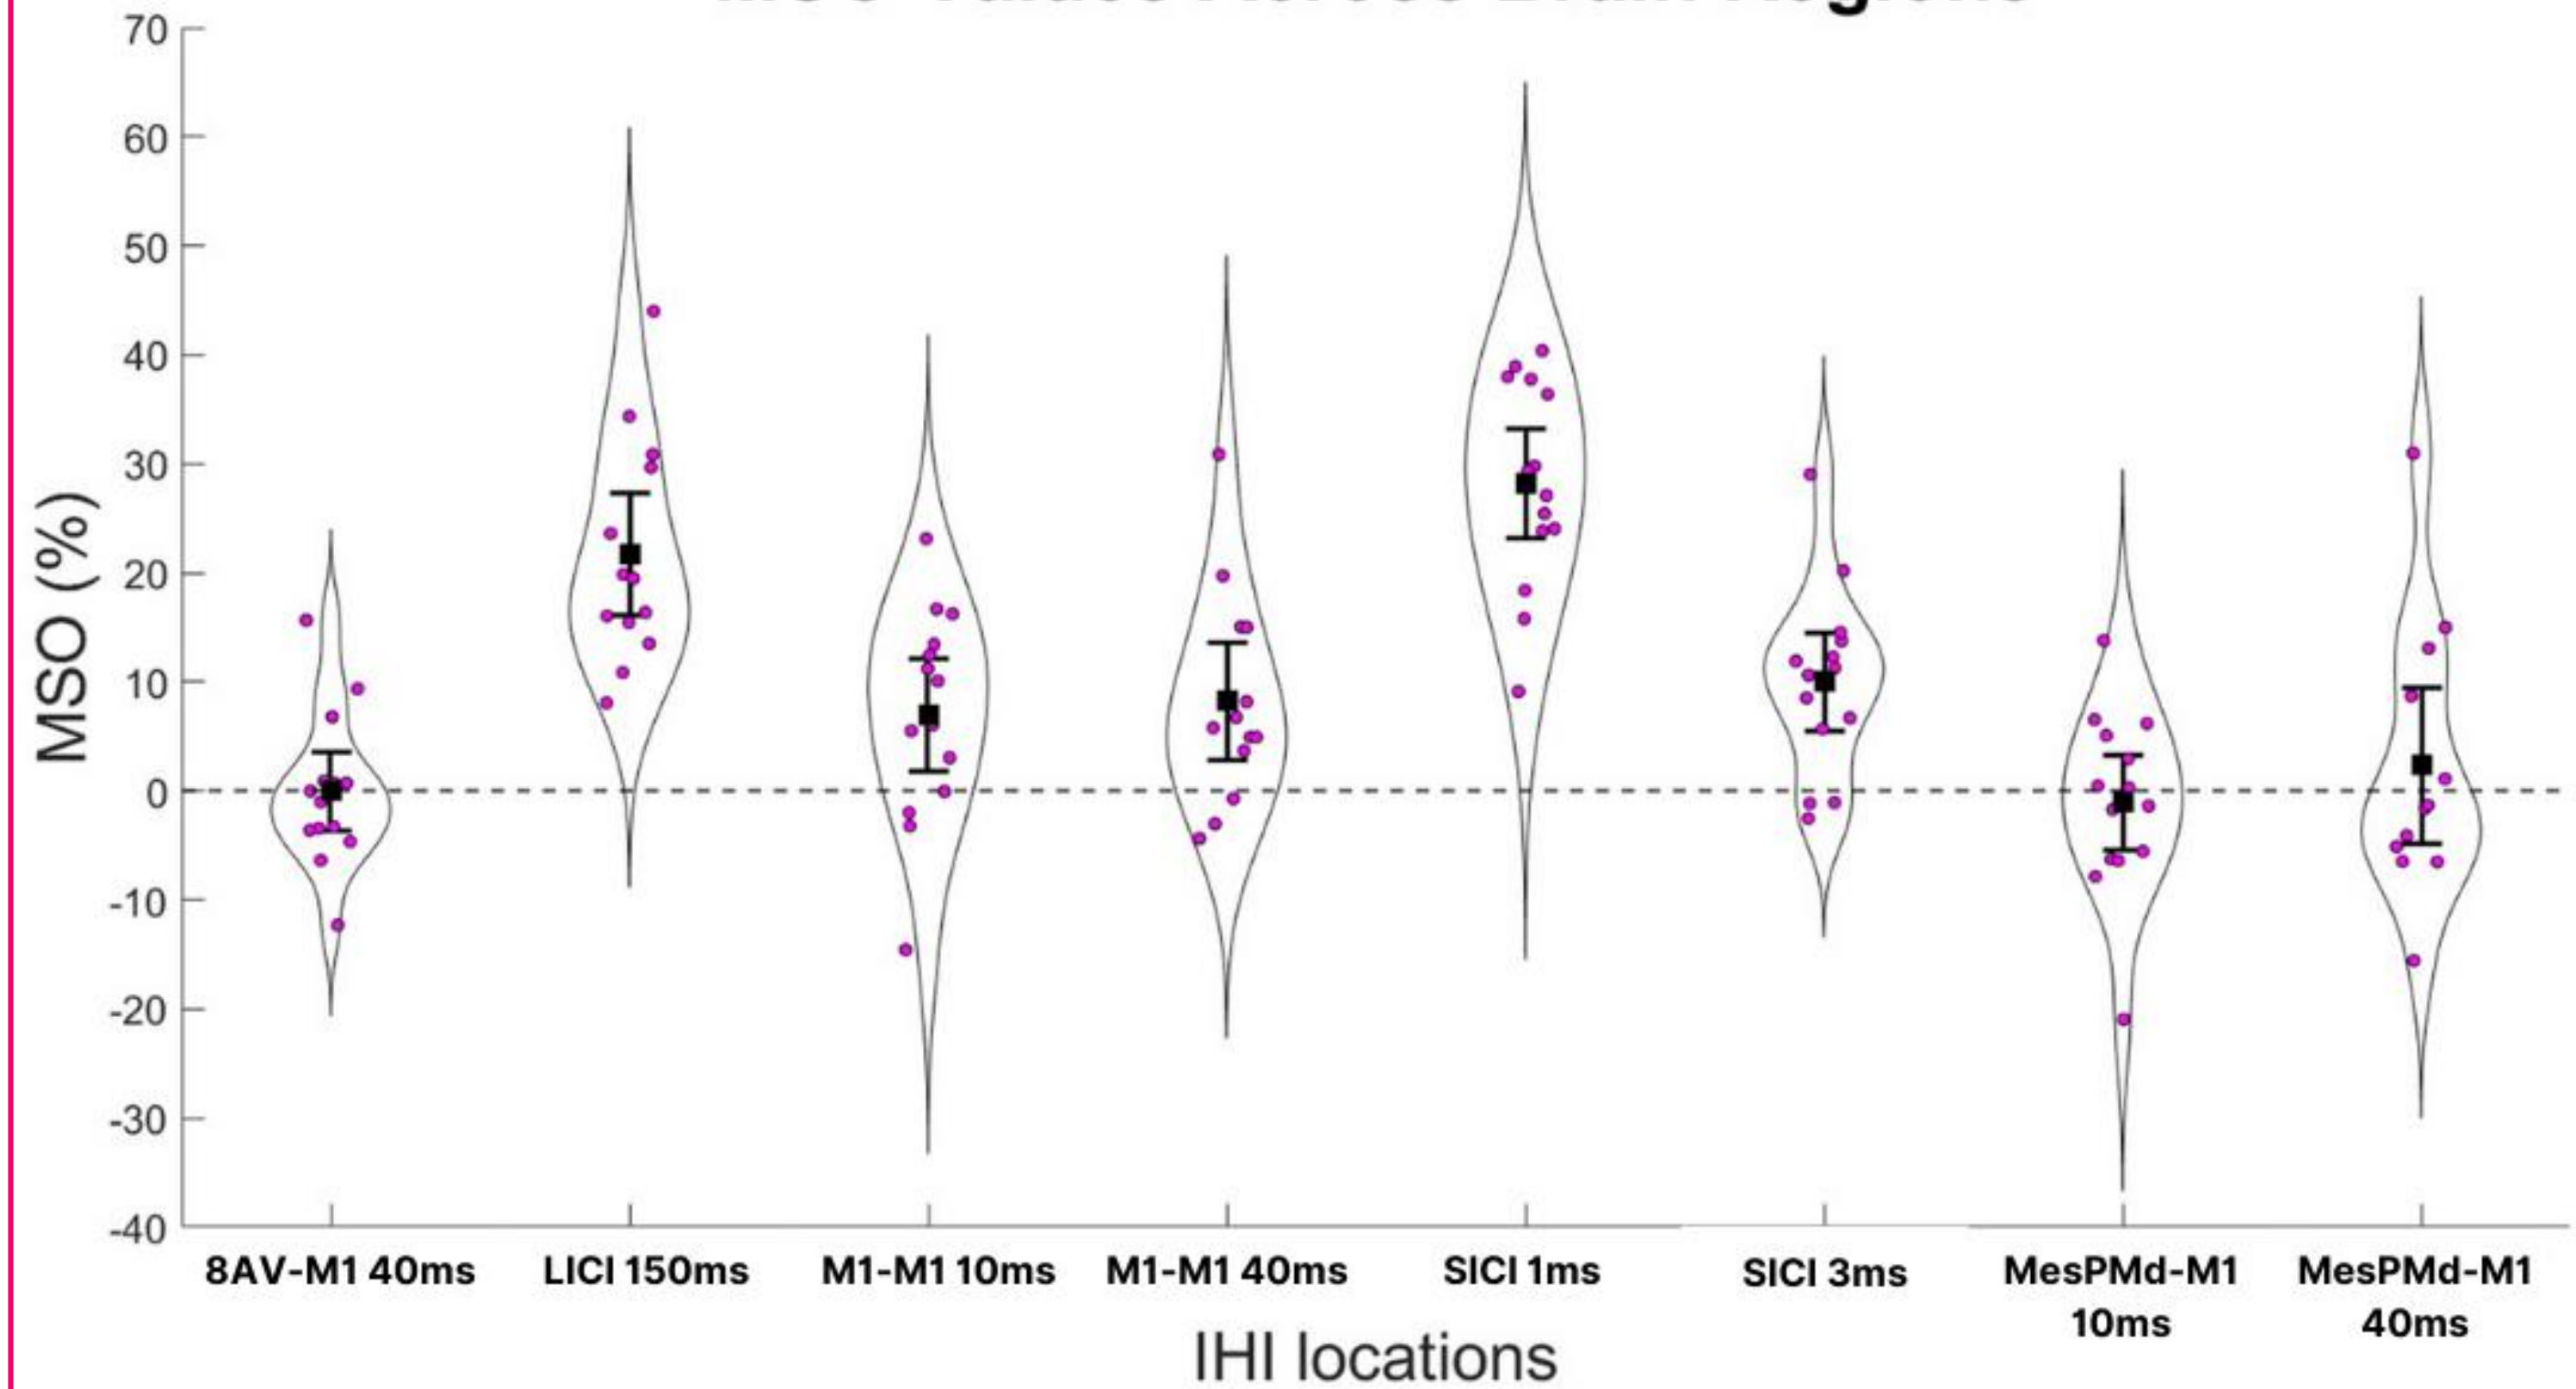 70
60
50
40
30
20
10
0
-10
-20
-30
-40
MSO (%)
8AV-M1 40ms
LICI 150ms
M1-M1 10ms
M1-M1 40ms
SICI 1ms
SICI 3ms
MesPMd-M1
10ms
MesPMd-M1
40ms
IHI locations